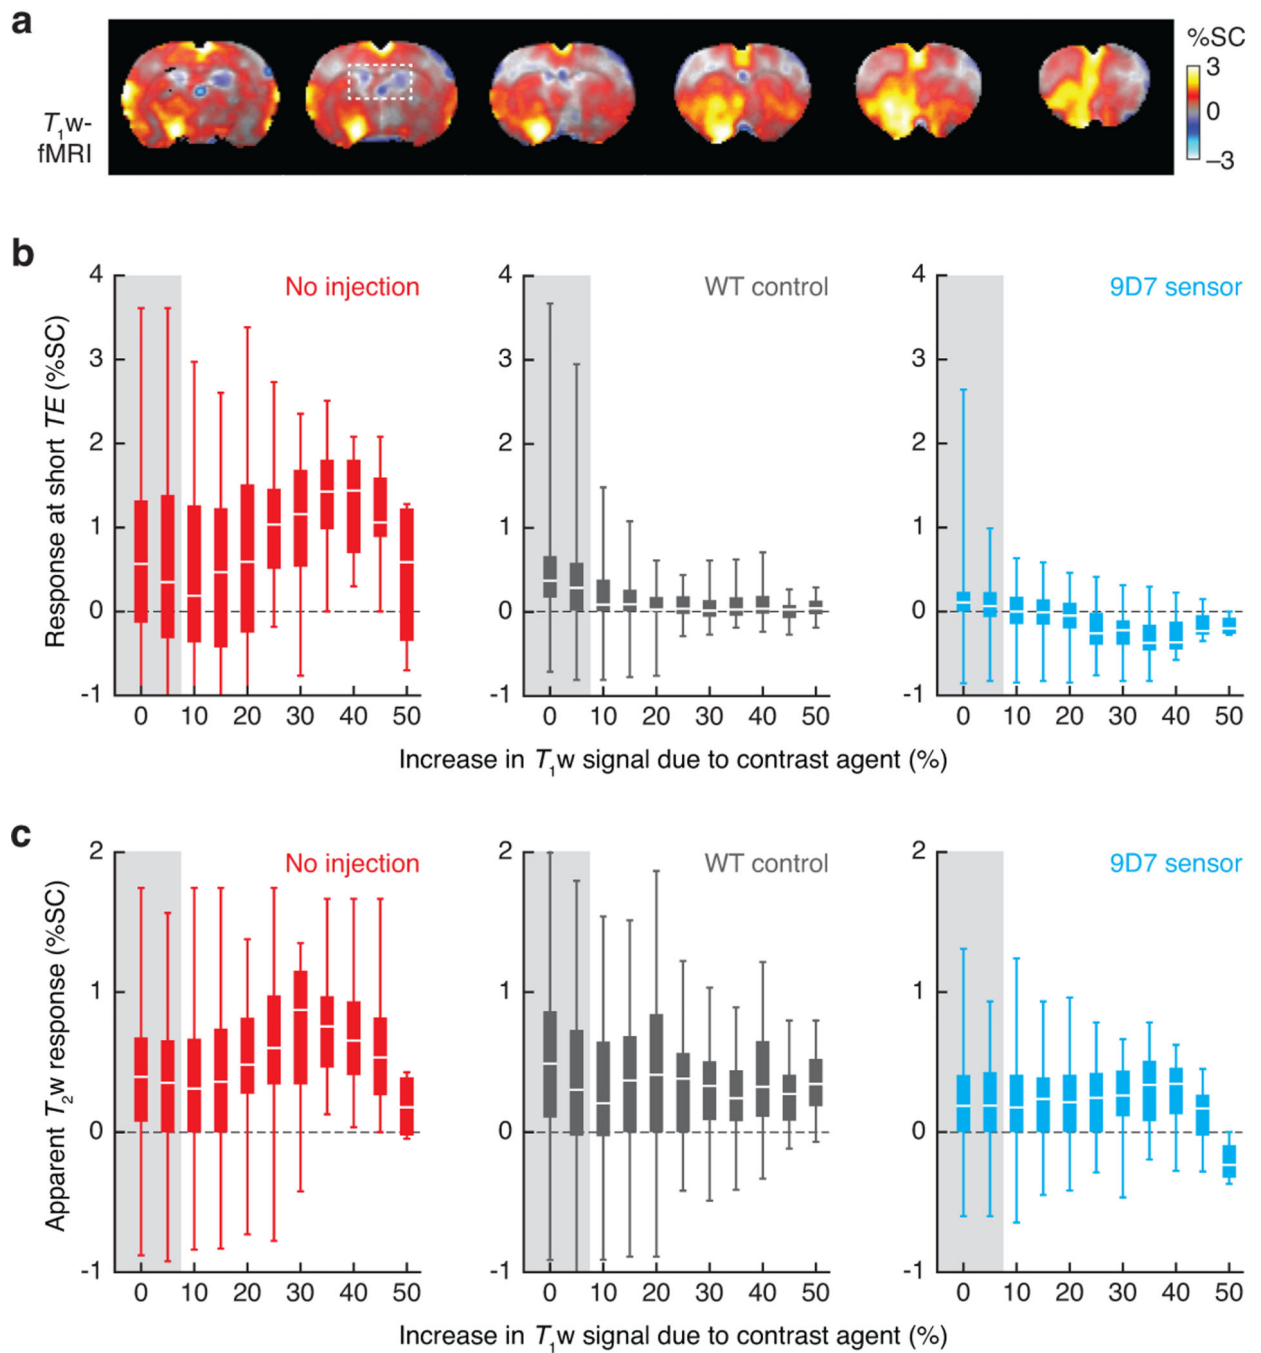 a
%SC
3
0
–3
T1w-
fMRI
b
No injection
WT control
9D7 sensor
Response at short TE (%SC)
4
3
2
1
0
-1
4
3
2
1
0
-1
4
3
2
1
0
-1
0 10 20 30 40 50
0 10 20 30 40 50
0 10 20 30 40 50
Increase in T1w signal due to contrast agent (%)
c
No injection
WT control
9D7 sensor
Apparent T2w response (%SC)
2
1
0
-1
2
1
0
-1
2
1
0
-1
0 10 20 30 40 50
0 10 20 30 40 50
0 10 20 30 40 50
Increase in T1w signal due to contrast agent (%)